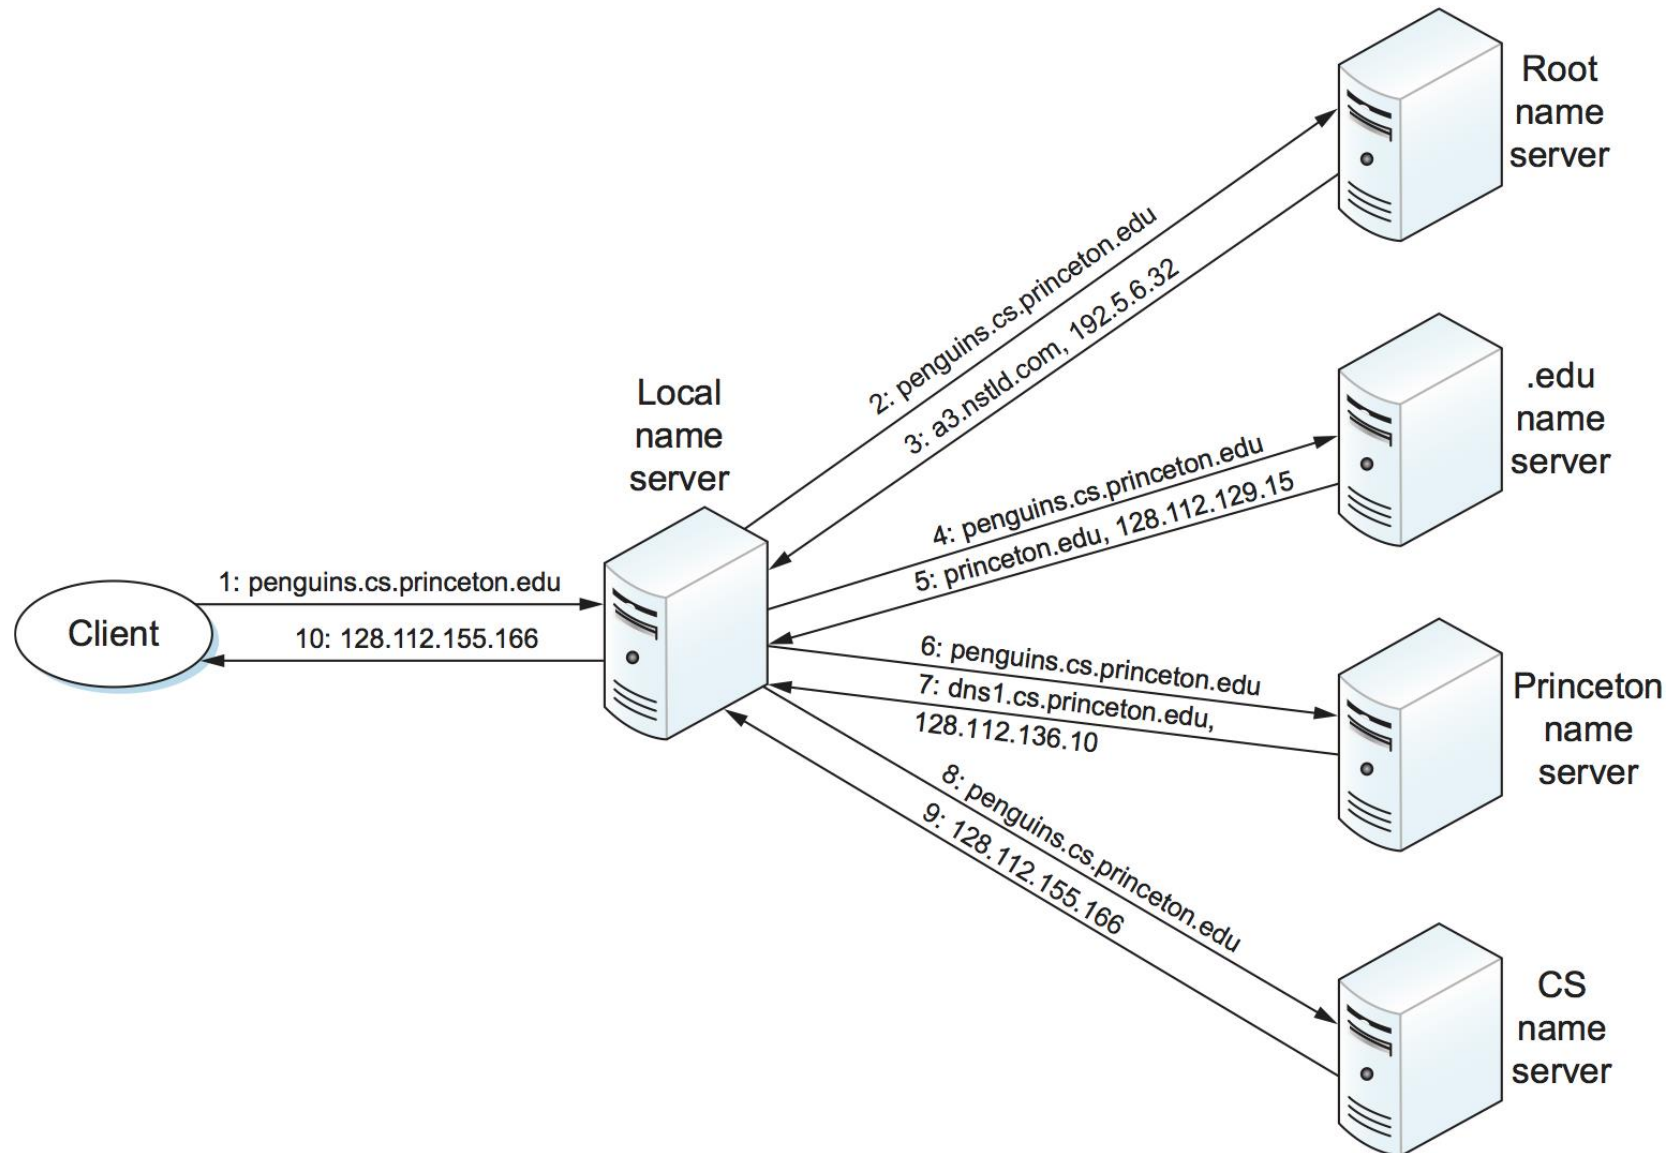 Root
name
server
2: penguins.cs.princeton.edu
3: a3.nstld.com, 192.5.6.32
.edu
name
server
Local
name
server
4: penguins.cs.princeton.edu
5: princeton.edu, 128.112.129.15
1: penguins.cs.princeton.edu
Client
10: 128.112.155.166
6: penguins.cs.princeton.edu
7: dns1.cs.princeton.edu,
128.112.136.10
Princeton
name
server
8: penguins.cs.princeton.edu
9: 128.112.155.166
CS
name
server